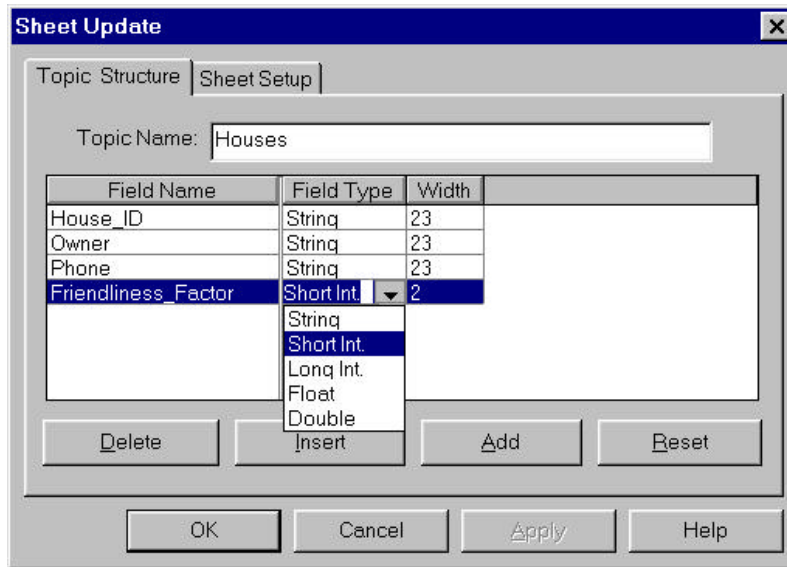 Sheet Update
Topic Structure Sheet Setup
Topic Name: Houses
Field Name Field Type Width
House_ID String 23
Owner String 23
Phone String 23
Friendliness_Factor Short Int. 2
String
Short Int.
Long Int.
Float
Double
Delete Insert Add Reset
OK Cancel Apply Help